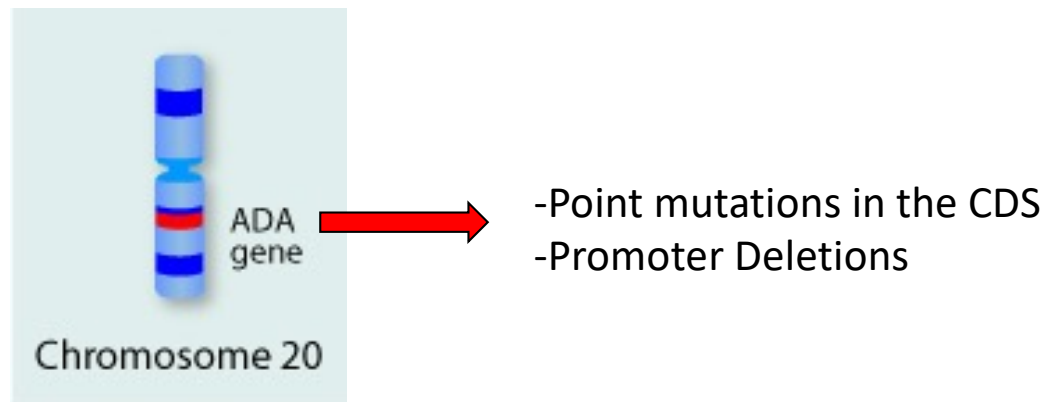 ADA
gene
Chromosome 20
-Point mutations in the CDS
-Promoter Deletions